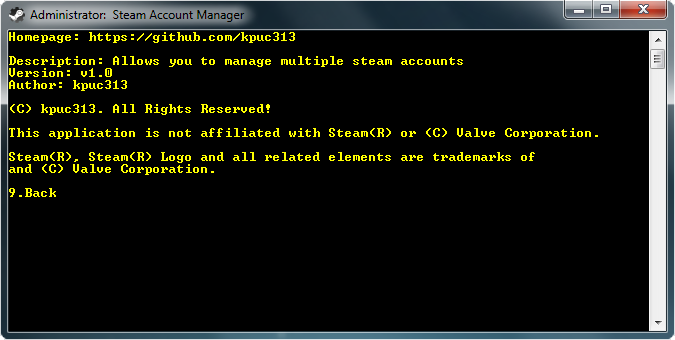 Administrator: Steam Account Manager
Homepage: https://github.com/kpuc313
Description: Allows you to manage multiple steam accounts
Version: v1.0
Author: kpuc313
(C) kpuc313. All Rights Reserved!
This application is not affiliated with Steam(R) or (C) Valve Corporation.
Steam(R), Steam(R) Logo and all related elements are trademarks of
and (C) Valve Corporation.
9.Back